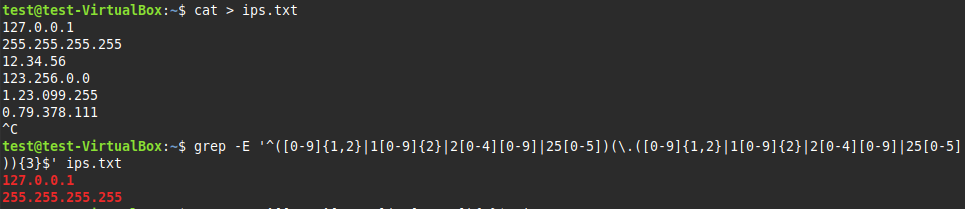 test@test-VirtualBox:~$ cat > ips.txt
127.0.0.1
255.255.255.255
12.34.56
123.256.0.0
1.23.099.255
0.79.378.111
^C
test@test-VirtualBox:~$ grep -E '^([0-9]{1,2}|1[0-9]{2}|2[0-4][0-9]|25[0-5])(\.([0-9]{1,2}|1[0-9]{2}|2[0-4][0-9]|25[0-5]
)){3}$' ips.txt
127.0.0.1
255.255.255.255